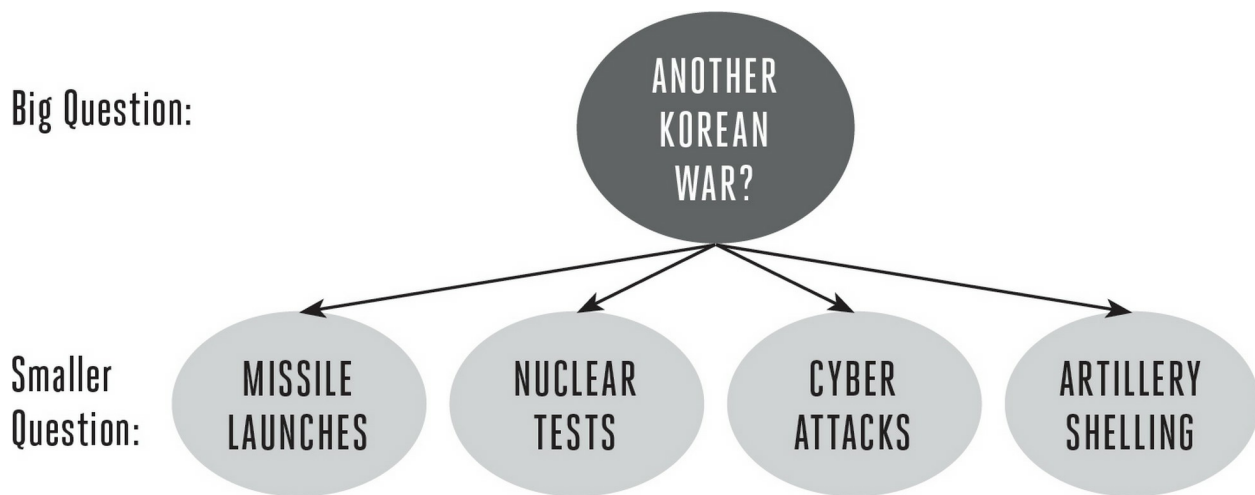 Big Question:
ANOTHER
KOREAN
WAR?
Smaller
Question:
MISSILE
LAUNCHES
NUCLEAR
TESTS
CYBER
ATTACKS
ARTILLERY
SHELLING